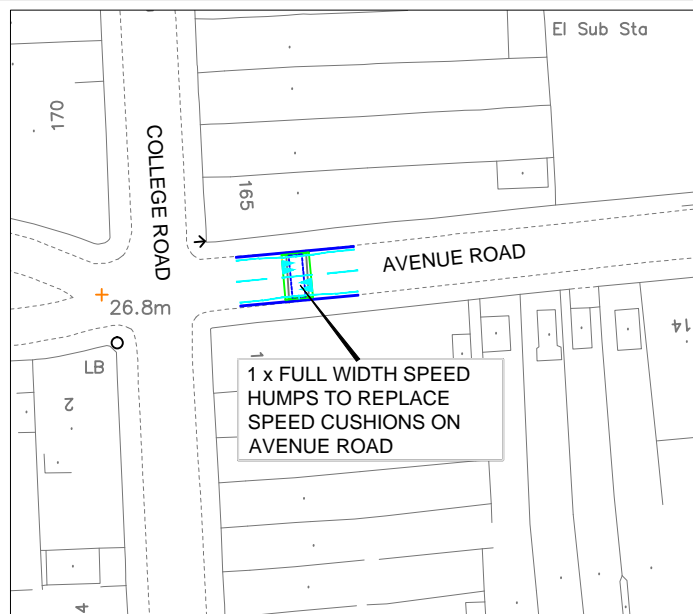 El Sub Sta
170
COLLEGE ROAD
165
AVENUE ROAD
26.8m
14
LB
1 x FULL WIDTH SPEED
HUMPS TO REPLACE
SPEED CUSHIONS ON
AVENUE ROAD
2
4